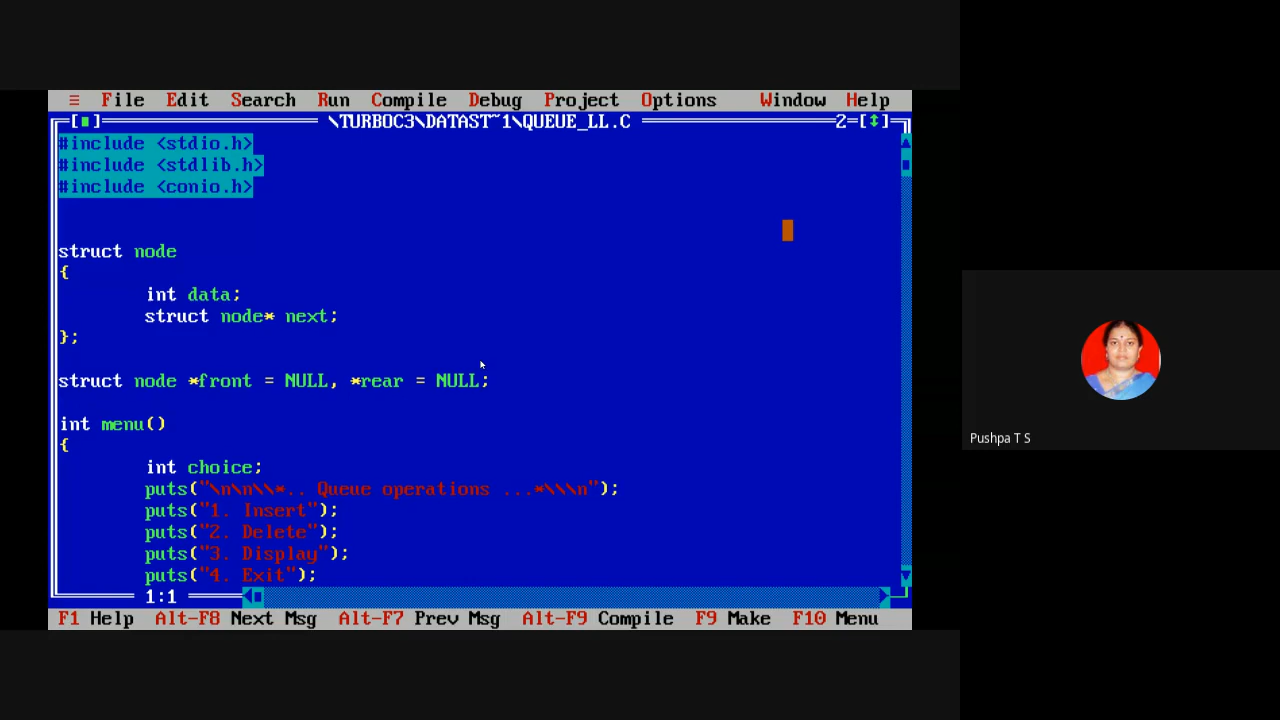 ≡ File Edit Search Run Compile Debug Project Options Window Help
[■] \TURBOC3\DATAST~1\QUEUE_LL.C 2=[↕]
#include <stdio.h>
#include <stdlib.h>
#include <conio.h>
struct node
{
int data;
struct node* next;
};
struct node *front = NULL, *rear = NULL;
int menu()
{
int choice;
puts("\n\n\\*.. Queue operations ...*\\\n");
puts("1. Insert");
puts("2. Delete");
puts("3. Display");
puts("4. Exit");
1:1
F1 Help Alt-F8 Next Msg Alt-F7 Prev Msg Alt-F9 Compile F9 Make F10 Menu
Pushpa T S